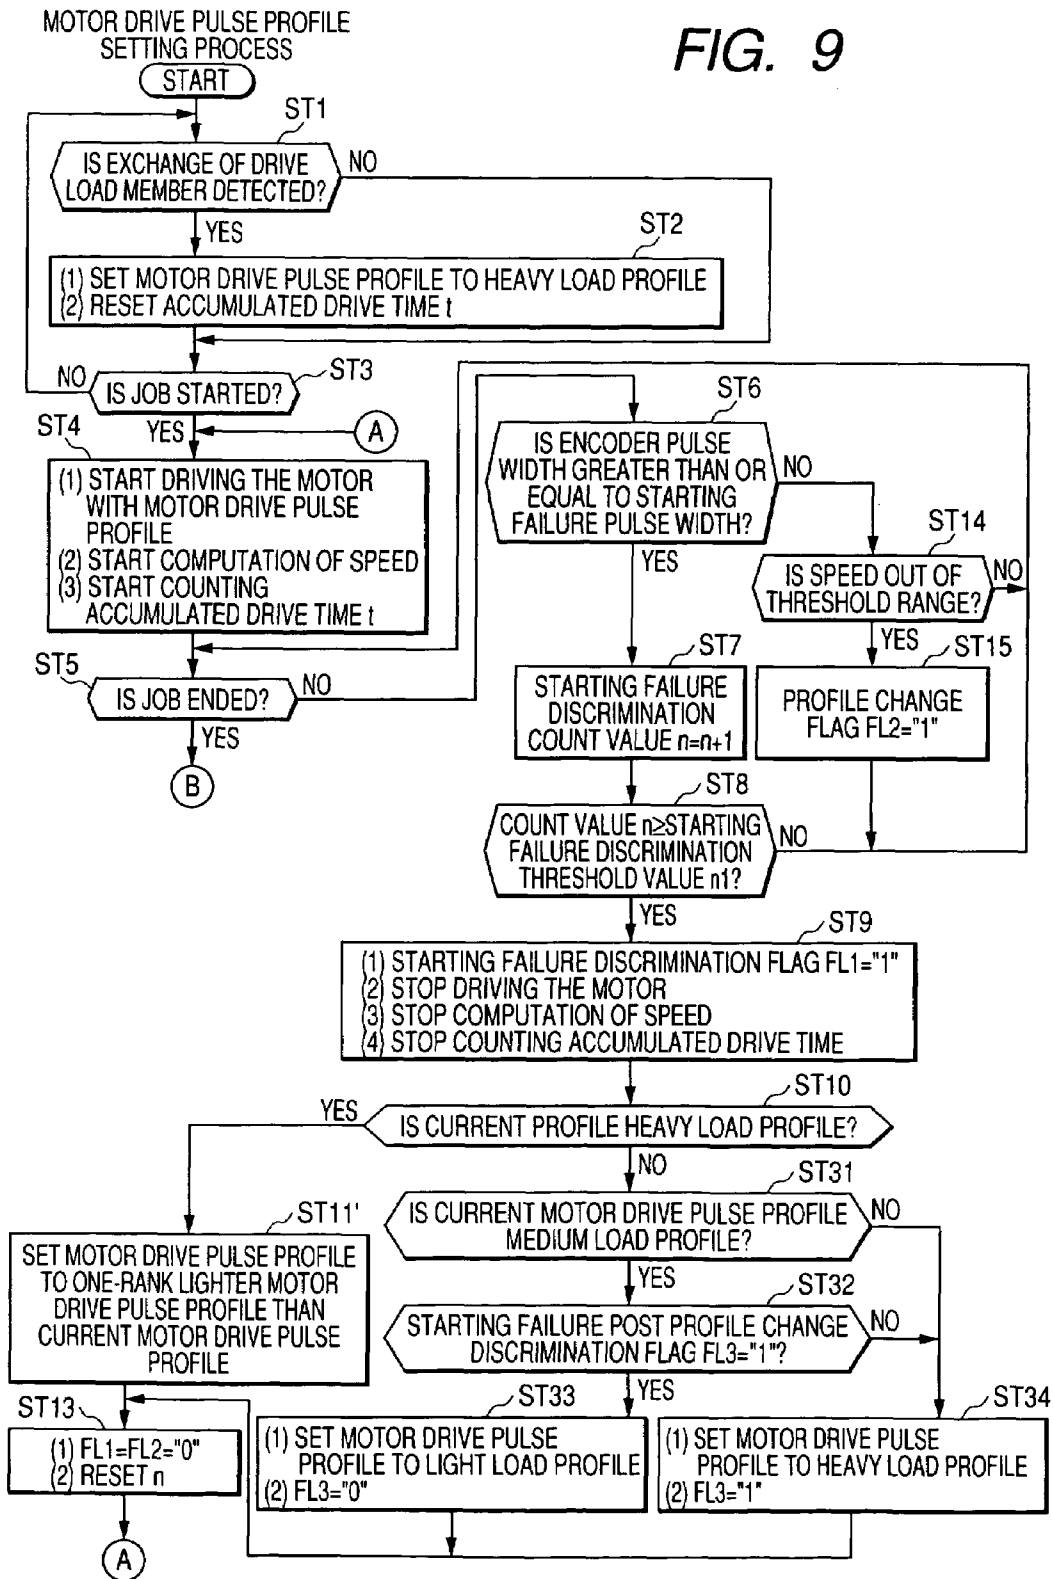 MOTOR DRIVE PULSE PROFILE
SETTING PROCESS
FIG. 9
START
ST1
IS EXCHANGE OF DRIVE
LOAD MEMBER DETECTED?
NO
YES
ST2
(1) SET MOTOR DRIVE PULSE PROFILE TO HEAVY LOAD PROFILE
(2) RESET ACCUMULATED DRIVE TIME t
NO
ST3
IS JOB STARTED?
YES
A
ST4
(1) START DRIVING THE MOTOR
WITH MOTOR DRIVE PULSE
PROFILE
(2) START COMPUTATION OF SPEED
(3) START COUNTING
ACCUMULATED DRIVE TIME t
ST5
IS JOB ENDED?
NO
YES
B
ST6
IS ENCODER PULSE
WIDTH GREATER THAN OR
EQUAL TO STARTING
FAILURE PULSE WIDTH?
NO
YES
ST14
IS SPEED OUT OF
THRESHOLD RANGE?
NO
YES
ST15
PROFILE CHANGE
FLAG FL2="1"
ST7
STARTING FAILURE
DISCRIMINATION
COUNT VALUE n=n+1
ST8
COUNT VALUE n≥STARTING
FAILURE DISCRIMINATION
THRESHOLD VALUE n1?
NO
YES
ST9
(1) STARTING FAILURE DISCRIMINATION FLAG FL1="1"
(2) STOP DRIVING THE MOTOR
(3) STOP COMPUTATION OF SPEED
(4) STOP COUNTING ACCUMULATED DRIVE TIME
ST10
IS CURRENT PROFILE HEAVY LOAD PROFILE?
YES
NO
ST11'
SET MOTOR DRIVE PULSE PROFILE
TO ONE-RANK LIGHTER MOTOR
DRIVE PULSE PROFILE THAN
CURRENT MOTOR DRIVE PULSE
PROFILE
ST31
IS CURRENT MOTOR DRIVE PULSE PROFILE
MEDIUM LOAD PROFILE?
NO
YES
ST32
STARTING FAILURE POST PROFILE CHANGE
DISCRIMINATION FLAG FL3="1"?
NO
YES
ST33
(1) SET MOTOR DRIVE PULSE
PROFILE TO LIGHT LOAD PROFILE
(2) FL3="0"
ST34
(1) SET MOTOR DRIVE PULSE
PROFILE TO HEAVY LOAD PROFILE
(2) FL3="1"
ST13
(1) FL1=FL2="0"
(2) RESET n
A